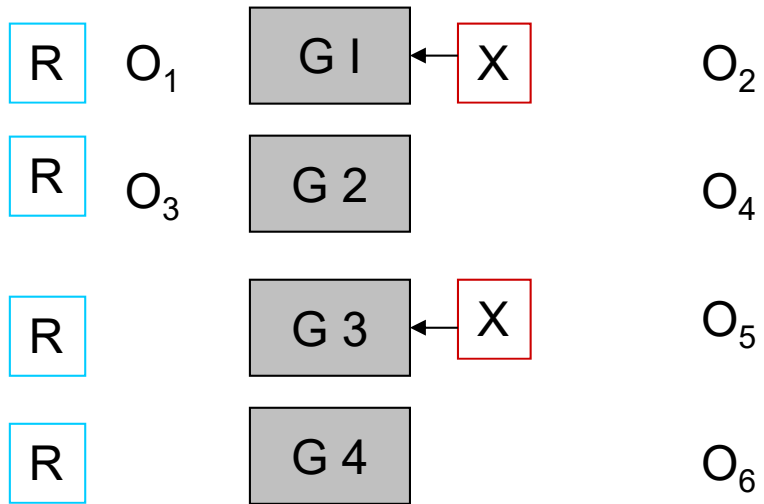 R O₁ G I X O₂
R O₃ G 2 O₄
R G 3 X O₅
R G 4 O₆